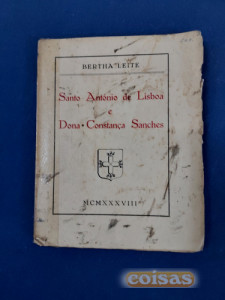 BERTHA LEITE
Santo António de Lisboa
e
Dona Constança Sanches
MCMXXXVIII
coisas